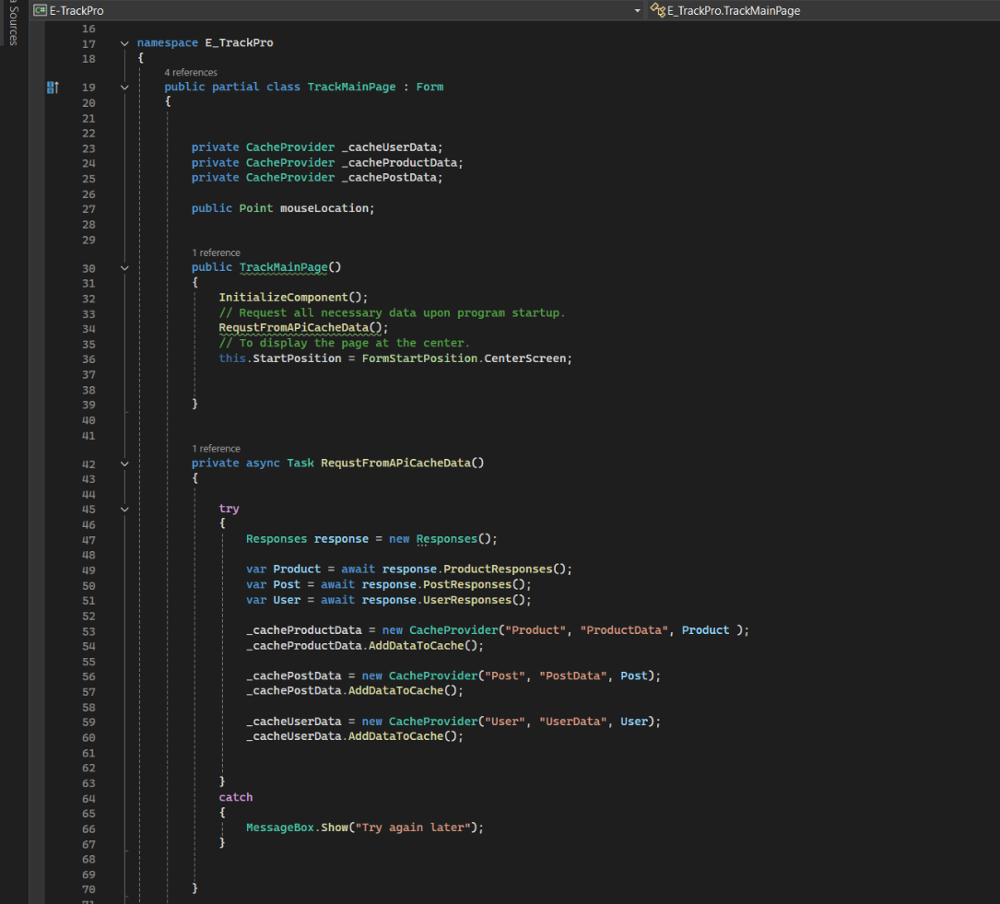 a Sources
C# E-TrackPro
E_TrackPro.TrackMainPage
16
17 namespace E_TrackPro
18 {
4 references
19 public partial class TrackMainPage : Form
20 {
21
22
23 private CacheProvider _cacheUserData;
24 private CacheProvider _cacheProductData;
25 private CacheProvider _cachePostData;
26
27 public Point mouseLocation;
28
29
1 reference
30 public TrackMainPage()
31 {
32 InitializeComponent();
33 // Request all necessary data upon program startup.
34 RequstFromAPiCacheData();
35 // To display the page at the center.
36 this.StartPosition = FormStartPosition.CenterScreen;
37
38
39 }
40
41
1 reference
42 private async Task RequstFromAPiCacheData()
43 {
44
45 try
46 {
47 Responses response = new Responses();
48
49 var Product = await response.ProductResponses();
50 var Post = await response.PostResponses();
51 var User = await response.UserResponses();
52
53 _cacheProductData = new CacheProvider("Product", "ProductData", Product );
54 _cacheProductData.AddDataToCache();
55
56 _cachePostData = new CacheProvider("Post", "PostData", Post);
57 _cachePostData.AddDataToCache();
58
59 _cacheUserData = new CacheProvider("User", "UserData", User);
60 _cacheUserData.AddDataToCache();
61
62
63 }
64 catch
65 {
66 MessageBox.Show("Try again later");
67 }
68
69
70 }
71